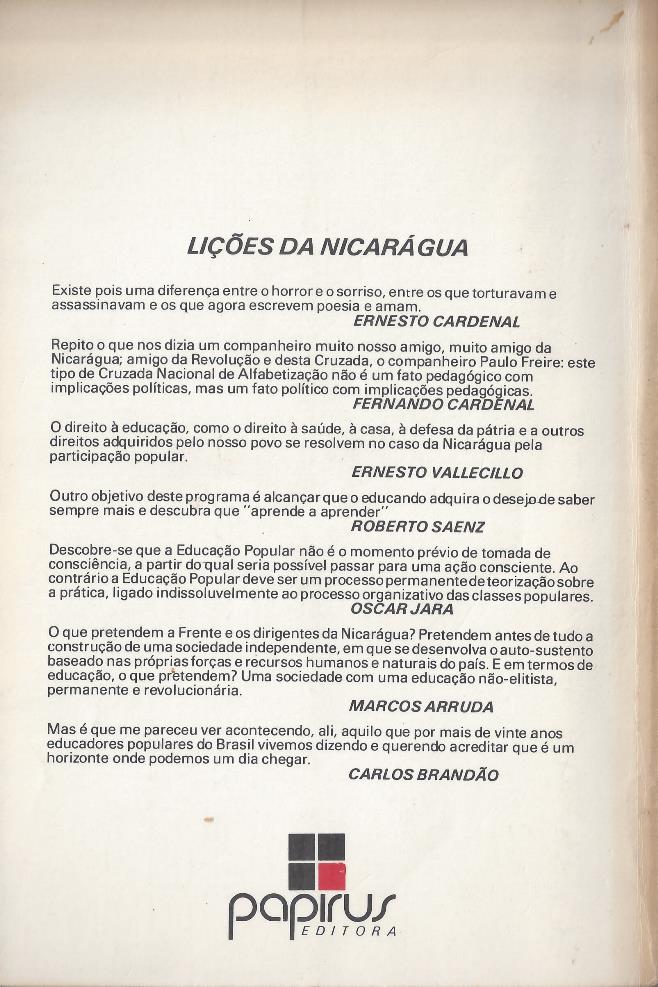 LIÇÕES DA NICARÁGUA
Existe pois uma diferença entre o horror e o sorriso, entre os que torturavam e
assassinavam e os que agora escrevem poesia e amam.
ERNESTO CARDENAL
Repito o que nos dizia um companheiro muito nosso amigo, muito amigo da
Nicarágua; amigo da Revolução e desta Cruzada, o companheiro Paulo Freire: este
tipo de Cruzada Nacional de Alfabetização não é um fato pedagógico com
implicações políticas, mas um fato político com implicações pedagógicas.
FERNANDO CARDENAL
O direito à educação, como o direito à saúde, à casa, à defesa da pátria e a outros
direitos adquiridos pelo nosso povo se resolvem no caso da Nicarágua pela
participação popular.
ERNESTO VALLECILLO
Outro objetivo deste programa é alcançar que o educando adquira o desejo de saber
sempre mais e descubra que "aprende a aprender"
ROBERTO SAENZ
Descobre-se que a Educação Popular não é o momento prévio de tomada de
consciência, a partir do qual seria possível passar para uma ação consciente. Ao
contrário a Educação Popular deve ser um processo permanente de teorização sobre
a prática, ligado indissoluvelmente ao processo organizativo das classes populares.
OSCAR JARA
O que pretendem a Frente e os dirigentes da Nicarágua? Pretendem antes de tudo a
construção de uma sociedade independente, em que se desenvolva o auto-sustento
baseado nas próprias forças e recursos humanos e naturais do país. E em termos de
educação, o que pretendem? Uma sociedade com uma educação não-elitista,
permanente e revolucionária.
MARCOS ARRUDA
Mas é que me pareceu ver acontecendo, ali, aquilo que por mais de vinte anos
educadores populares do Brasil vivemos dizendo e querendo acreditar que é um
horizonte onde podemos um dia chegar.
CARLOS BRANDÃO
papirus
EDITORA